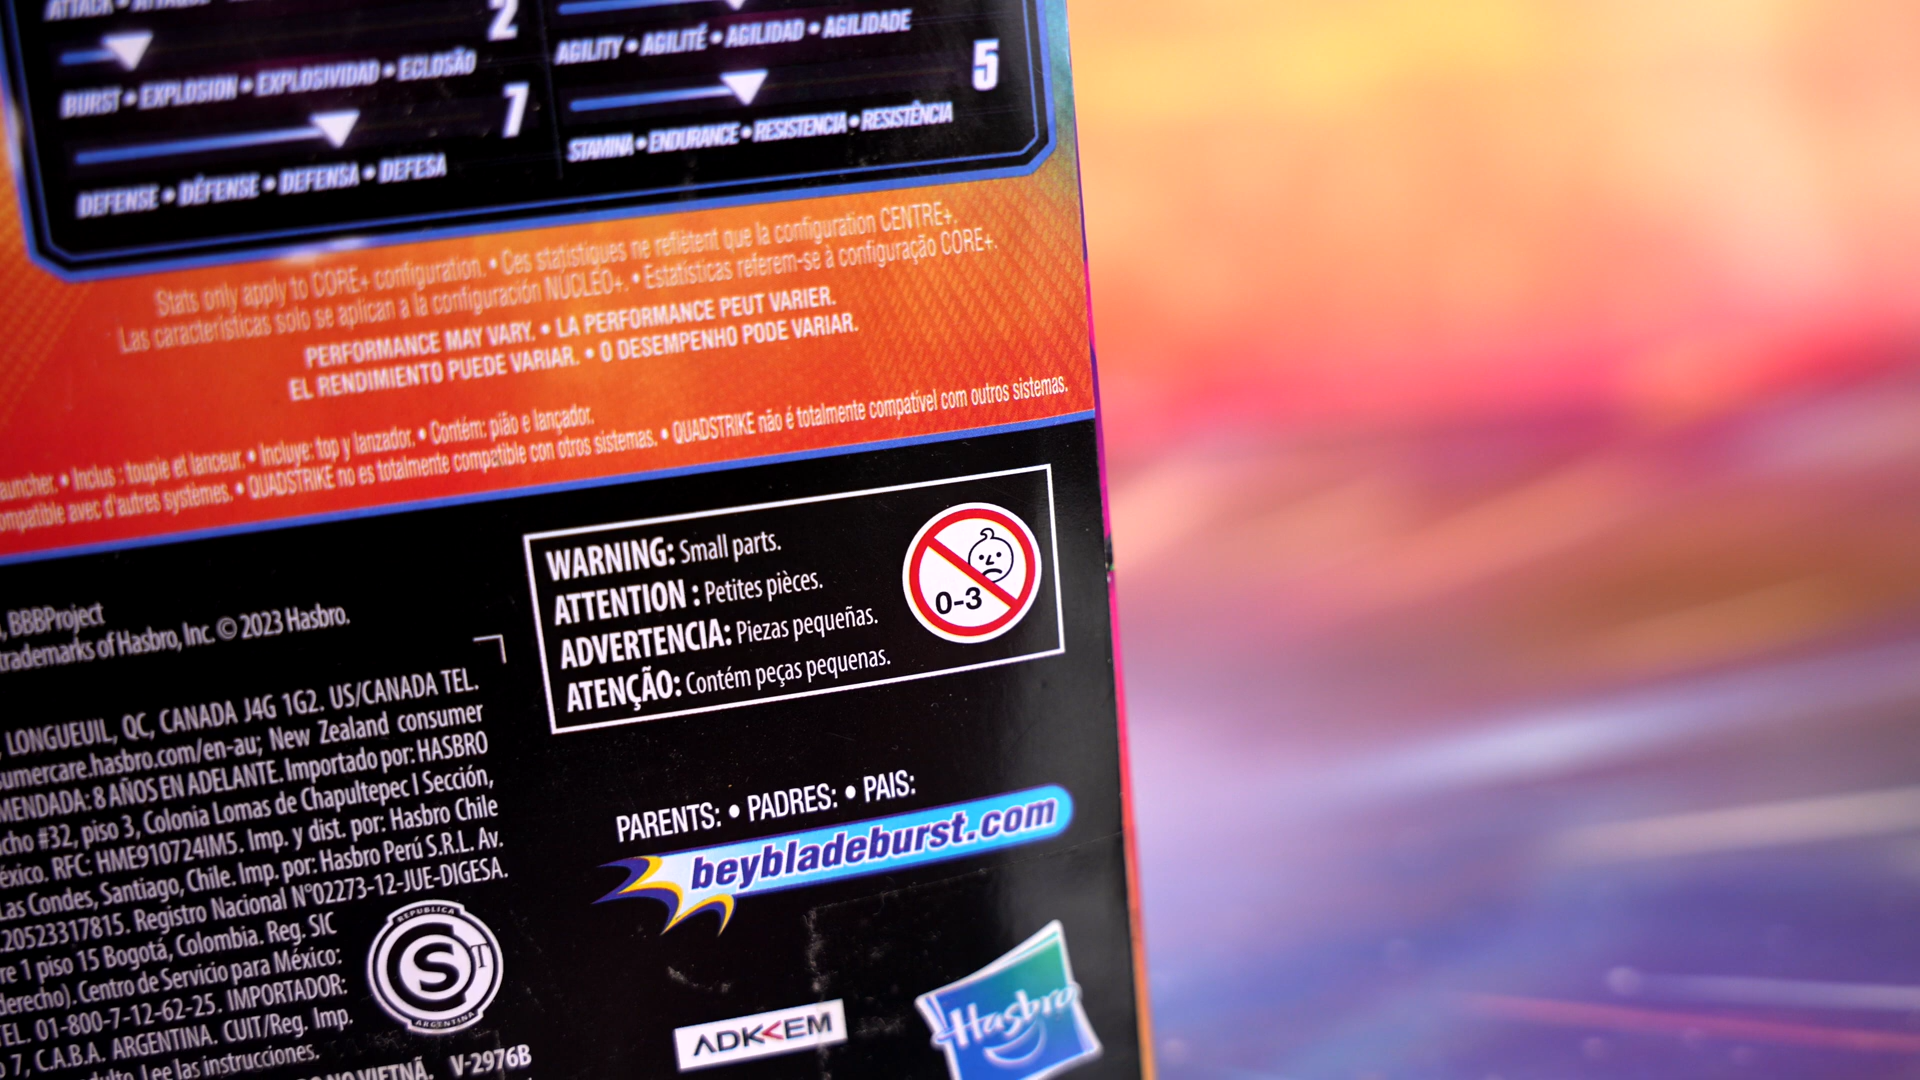 ATTACK • ATTAQUE
2
BURST • EXPLOSION • EXPLOSIVIDAD • ECLOSÃO
7
DEFENSE • DÉFENSE • DEFENSA • DEFESA
AGILITY • AGILITÉ • AGILIDAD • AGILIDADE
5
STAMINA • ENDURANCE • RESISTENCIA • RESISTÊNCIA
Stats only apply to CORE+ configuration. • Ces statistiques ne reflètent que la configuration CENTRE+.
Las características solo se aplican a la configuración NÚCLEO+. • Estatísticas referem-se à configuração CORE+.
PERFORMANCE MAY VARY. • LA PERFORMANCE PEUT VARIER.
EL RENDIMIENTO PUEDE VARIAR. • O DESEMPENHO PODE VARIAR.
auncher. • Inclus : toupie et lanceur. • Incluye: top y lanzador. • Contém: pião e lançador.
ompatible avec d'autres systèmes. • QUADSTRIKE no es totalmente compatible con otros sistemas. • QUADSTRIKE não é totalmente compatível com outros sistemas.
WARNING: Small parts.
ATTENTION : Petites pièces.
ADVERTENCIA: Piezas pequeñas.
ATENÇÃO: Contém peças pequenas.
0-3
, BBBProject
trademarks of Hasbro, Inc. © 2023 Hasbro.
, LONGUEUIL, QC, CANADA J4G 1G2. US/CANADA TEL.
umercare.hasbro.com/en-au; New Zealand consumer
MENDADA: 8 AÑOS EN ADELANTE. Importado por: HASBRO
cho #32, piso 3, Colonia Lomas de Chapultepec I Sección,
éxico. RFC: HME910724IM5. Imp. y dist. por: Hasbro Chile
Las Condes, Santiago, Chile. Imp. por: Hasbro Perú S.R.L. Av.
.20523317815. Registro Nacional N°02273-12-JUE-DIGESA.
re 1 piso 15 Bogotá, Colombia. Reg. SIC
derecho). Centro de Servicio para México:
TEL. 01-800-7-12-62-25. IMPORTADOR:
o 7, C.A.B.A. ARGENTINA. CUIT/Reg. Imp.
dulto. Lee las instrucciones.
NO VIETNÃ. V-2976B
REPUBLICA
S T
ARGENTINA
PARENTS: • PADRES: • PAIS:
beybladeburst.com
ADKEM
Hasbro